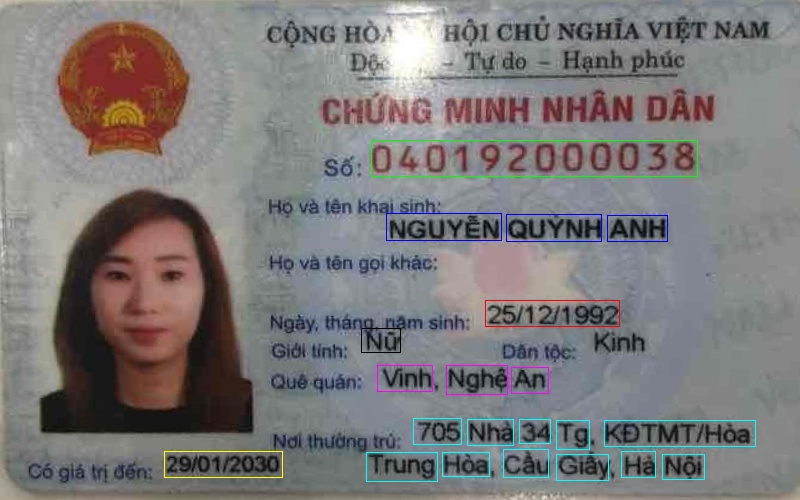 CỘNG HÒA HỘI CHỦ NGHĨA VIỆT NAM
Độc - Tự do - Hạnh phúc
CHỨNG MINH NHÂN DÂN
Số: 040192000038
Họ và tên khai sinh:
NGUYỄN QUỲNH ANH
Họ và tên gọi khác:
Ngày, tháng, năm sinh: 25/12/1992
Giới tính: Nữ Dân tộc: Kinh
Quê quán: Vinh, Nghệ An
Nơi thường trú: 705 Nhà 34 Tg, KĐTMT/Hòa
Trung Hòa, Cầu Giấy, Hà Nội
Có giá trị đến: 29/01/2030